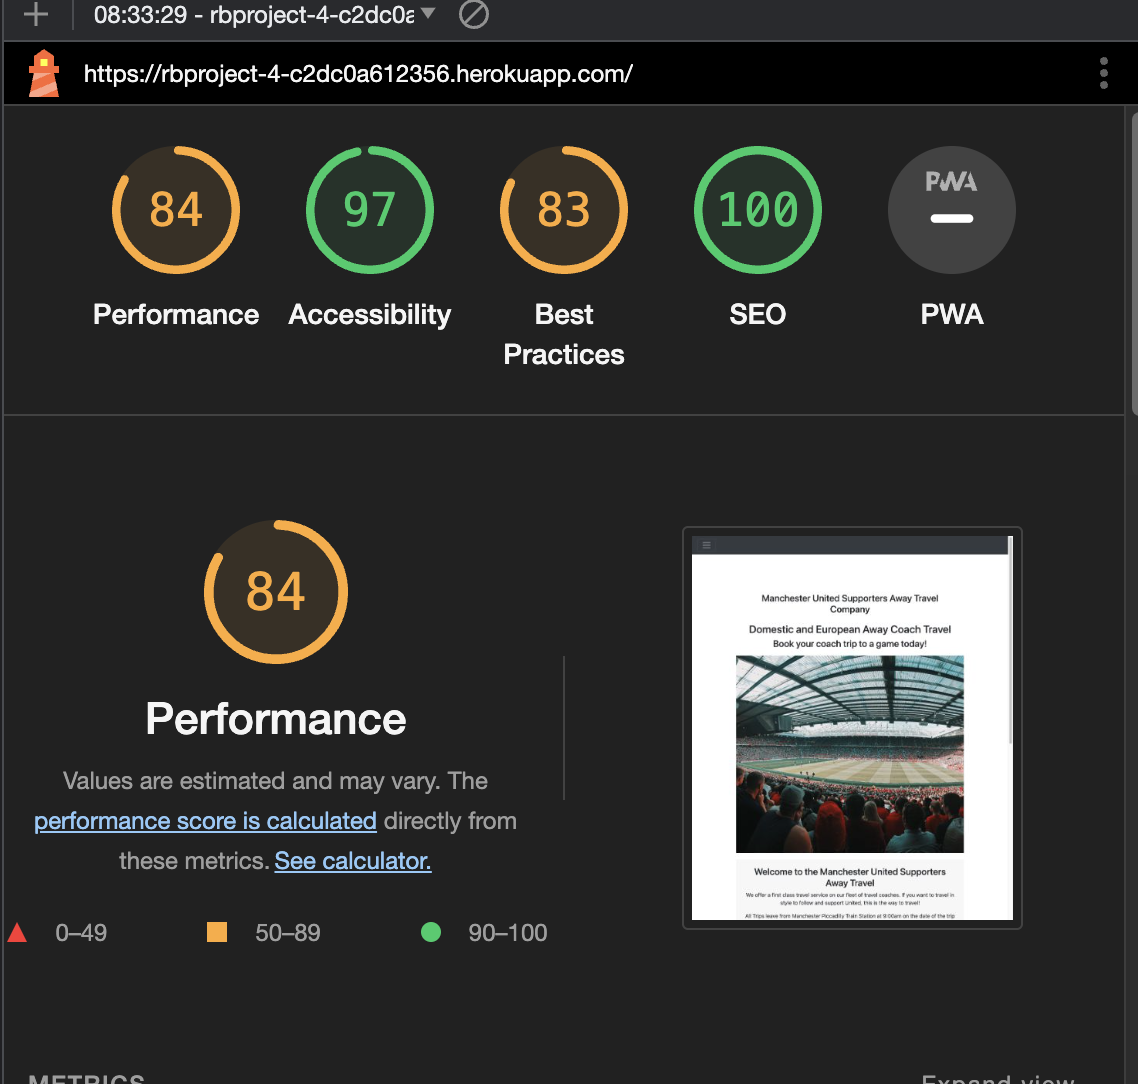 08:33:29 - rbproject-4-c2dc0a
https://rbproject-4-c2dc0a612356.herokuapp.com/
84
97
83
100
PWA
Performance
Accessibility
Best
Practices
SEO
PWA
84
Performance
Values are estimated and may vary. The
performance score is calculated directly from
these metrics. See calculator.
0–49
50–89
90–100
Manchester United Supporters Away Travel
Company
Domestic and European Away Coach Travel
Book your coach trip to a game today!
Welcome to the Manchester United Supporters
Away Travel
We offer a first class travel service on our fleet of travel coaches. If you want to travel in
style to follow and support United, this is the way to travel!
All Trips leave from Manchester Piccadilly Train Station at 9:00am on the date of the trip
METRICS
Expand view